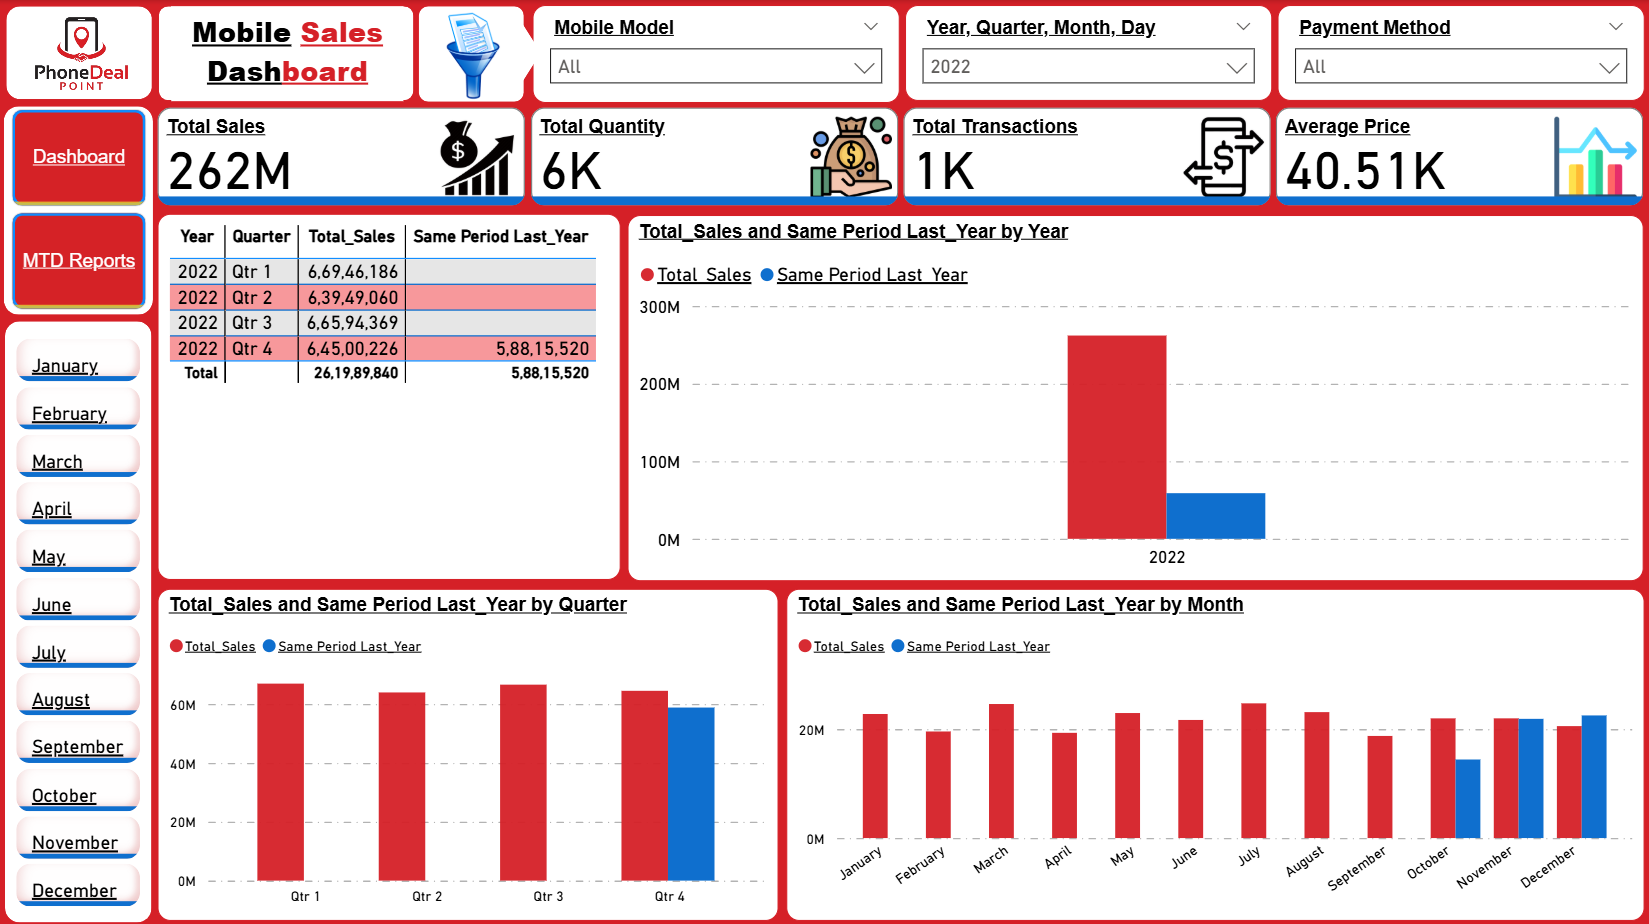 PhoneDeal
POINT
Mobile Sales
Dashboard
Mobile Model
All
Year, Quarter, Month, Day
2022
Payment Method
All
Dashboard
MTD Reports
Total Sales
262M
Total Quantity
6K
Total Transactions
1K
Average Price
40.51K
January
February
March
April
May
June
July
August
September
October
November
December
Year Quarter Total_Sales Same Period Last_Year
2022 Qtr 1 6,69,46,186
2022 Qtr 2 6,39,49,060
2022 Qtr 3 6,65,94,369
2022 Qtr 4 6,45,00,226 5,88,15,520
Total 26,19,89,840 5,88,15,520
Total_Sales and Same Period Last_Year by Year
Total_Sales Same Period Last_Year
300M
200M
100M
0M
2022
Total_Sales and Same Period Last_Year by Quarter
Total_Sales Same Period Last_Year
60M
40M
20M
0M
Qtr 1 Qtr 2 Qtr 3 Qtr 4
Total_Sales and Same Period Last_Year by Month
Total_Sales Same Period Last_Year
20M
0M
January February March April May June July August September October November December